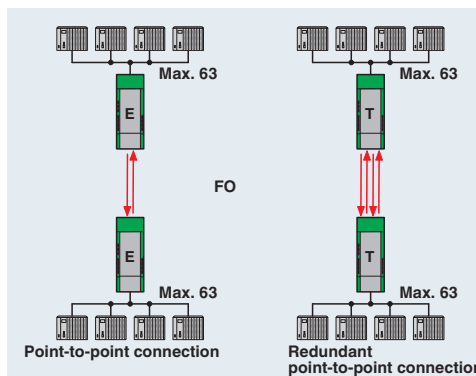 Max. 63
Max. 63
E
T
FO
E
T
Max. 63
Max. 63
Point-to-point connection
Redundant
point-to-point connection